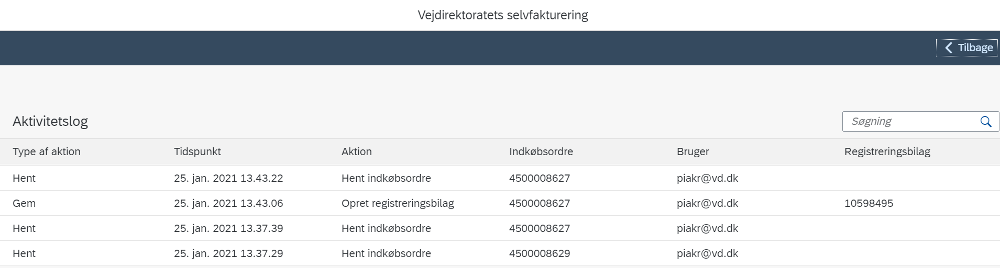 Vejdirektoratets selvfakturering
Tilbage
Aktivitetslog
Søgning
Type af aktion Tidspunkt Aktion Indkøbsordre Bruger Registreringsbilag
Hent 25. jan. 2021 13.43.22 Hent indkøbsordre 4500008627 piakr@vd.dk
Gem 25. jan. 2021 13.43.06 Opret registreringsbilag 4500008627 piakr@vd.dk 10598495
Hent 25. jan. 2021 13.37.39 Hent indkøbsordre 4500008627 piakr@vd.dk
Hent 25. jan. 2021 13.37.29 Hent indkøbsordre 4500008629 piakr@vd.dk